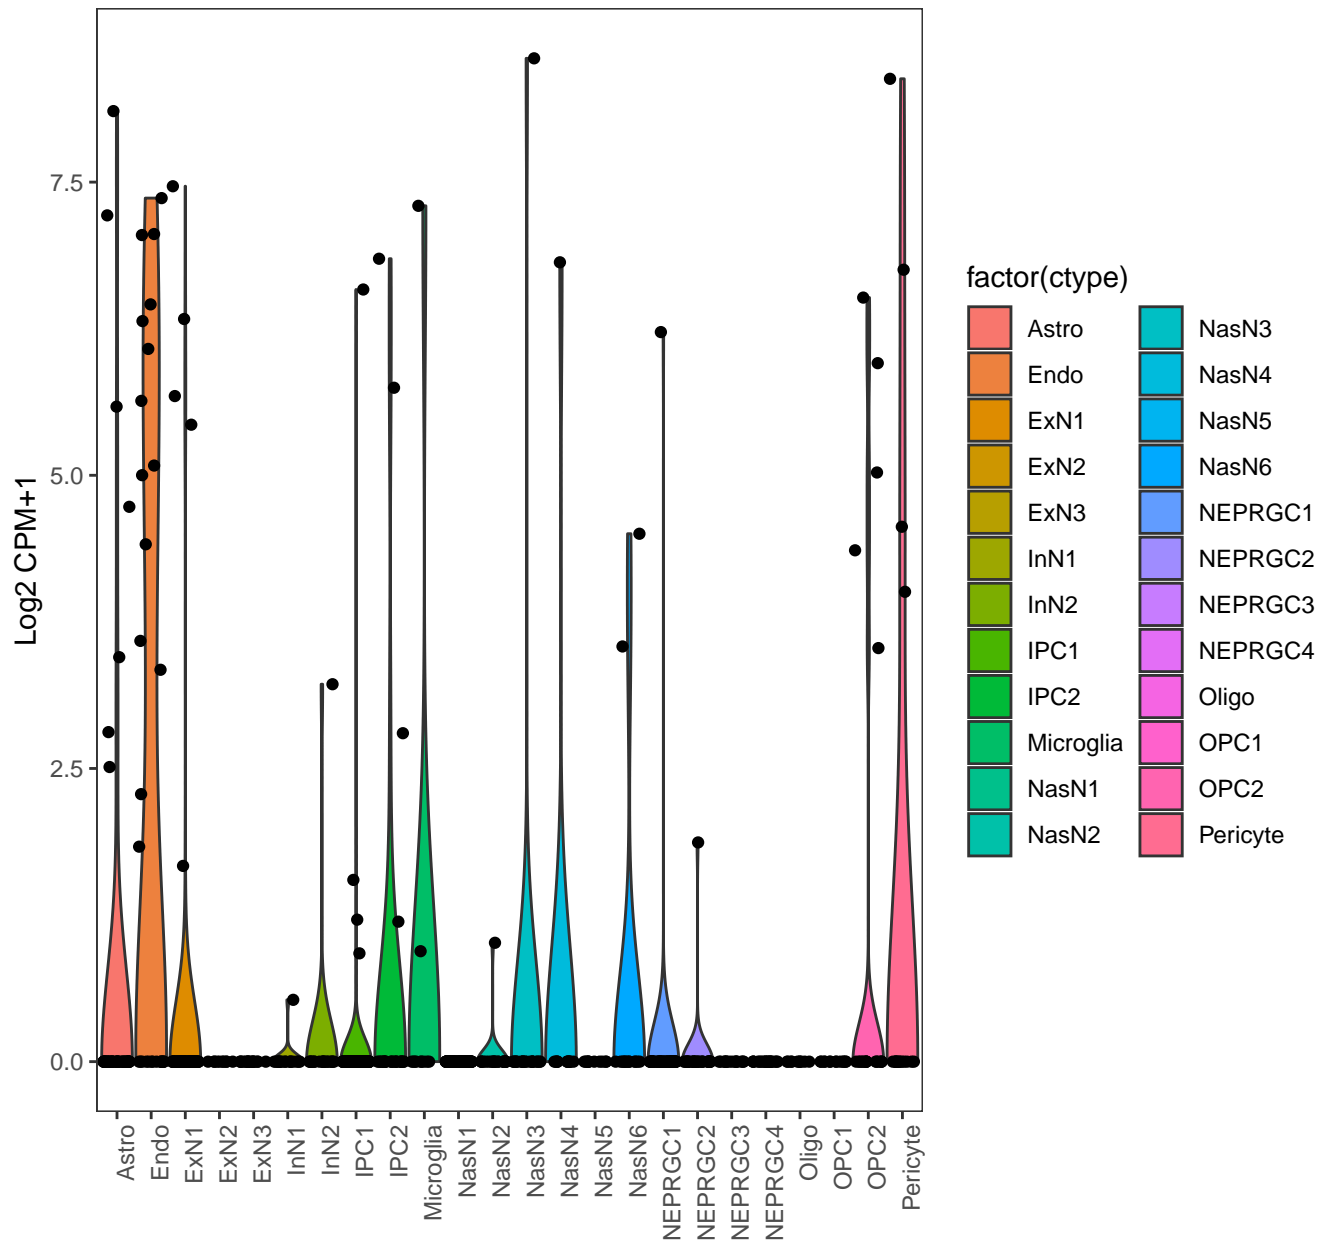 Log2 CPM+1
7.5
5.0
2.5
0.0
Astro
Endo
ExN1
ExN2
ExN3
InN1
InN2
IPC1
IPC2
Microglia
NasN1
NasN2
NasN3
NasN4
NasN5
NasN6
NEPRGC1
NEPRGC2
NEPRGC3
NEPRGC4
Oligo
OPC1
OPC2
Pericyte
factor(ctype)
Astro
Endo
ExN1
ExN2
ExN3
InN1
InN2
IPC1
IPC2
Microglia
NasN1
NasN2
NasN3
NasN4
NasN5
NasN6
NEPRGC1
NEPRGC2
NEPRGC3
NEPRGC4
Oligo
OPC1
OPC2
Pericyte